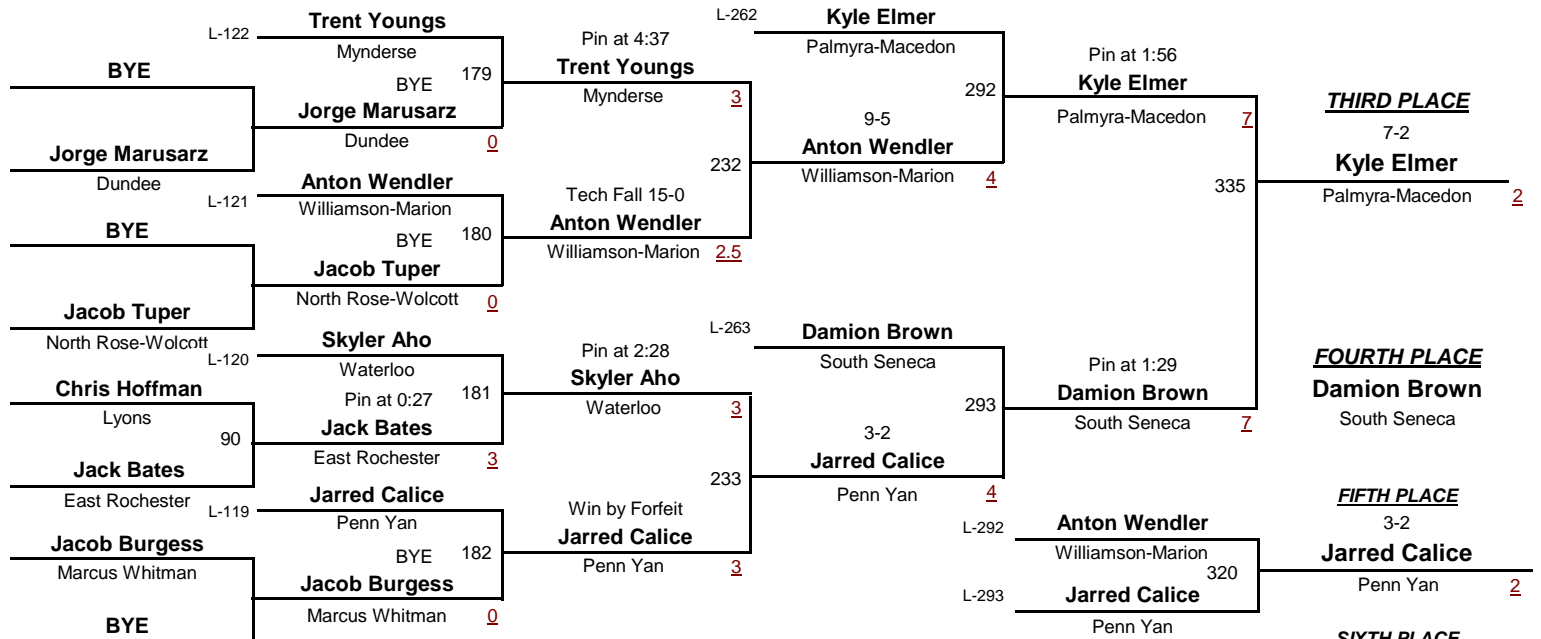 BYE
Jorge Marusarz
Dundee
BYE
Jacob Tuper
North Rose-Wolcott
Chris Hoffman
Lyons
90
Jack Bates
East Rochester
Jacob Burgess
Marcus Whitman
BYE
L-122
Trent Youngs
Mynderse
BYE
179
Jorge Marusarz
Dundee
0
L-121
Anton Wendler
Williamson-Marion
BYE
180
Jacob Tuper
North Rose-Wolcott
0
L-120
Skyler Aho
Waterloo
Pin at 0:27
181
Jack Bates
East Rochester
3
L-119
Jarred Calice
Penn Yan
BYE
182
Jacob Burgess
Marcus Whitman
0
Pin at 4:37
Trent Youngs
Mynderse
3
232
Tech Fall 15-0
Anton Wendler
Williamson-Marion
2.5
Pin at 2:28
Skyler Aho
Waterloo
3
233
Win by Forfeit
Jarred Calice
Penn Yan
3
L-262
Kyle Elmer
Palmyra-Macedon
292
9-5
Anton Wendler
Williamson-Marion
4
L-263
Damion Brown
South Seneca
293
3-2
Jarred Calice
Penn Yan
4
Pin at 1:56
Kyle Elmer
Palmyra-Macedon
7
335
Pin at 1:29
Damion Brown
South Seneca
7
L-292
Anton Wendler
Williamson-Marion
320
L-293
Jarred Calice
Penn Yan
THIRD PLACE
7-2
Kyle Elmer
Palmyra-Macedon
2
FOURTH PLACE
Damion Brown
South Seneca
FIFTH PLACE
3-2
Jarred Calice
Penn Yan
2
SIXTH PLACE